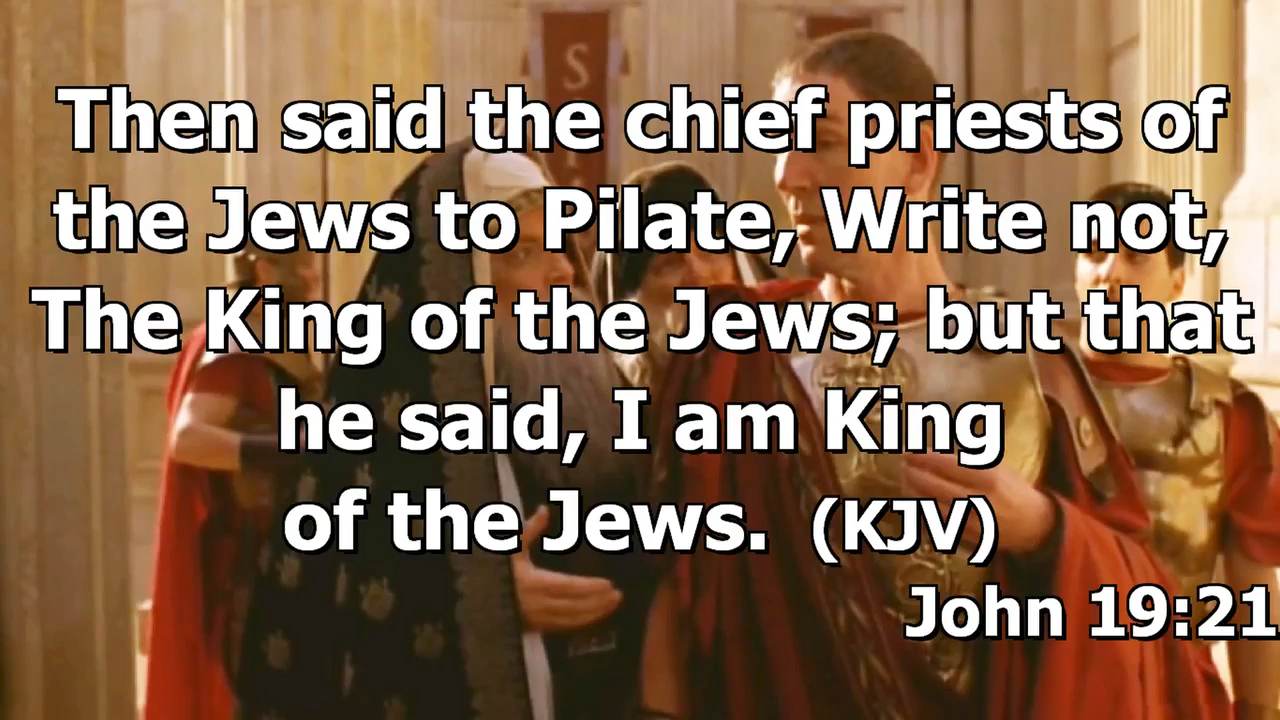 S
Then said the chief priests of
the Jews to Pilate, Write not,
The King of the Jews; but that
he said, I am King
of the Jews. (KJV)
John 19:21